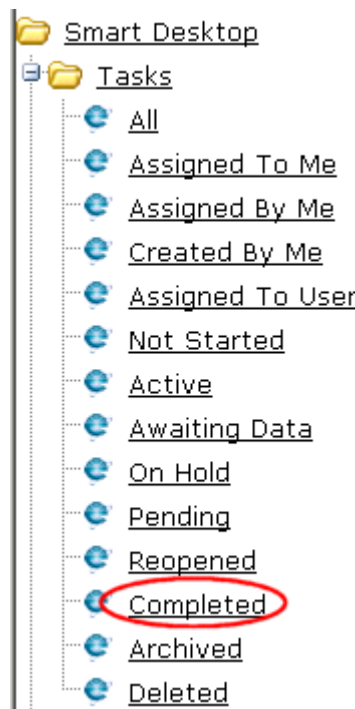 Smart Desktop
Tasks
All
Assigned To Me
Assigned By Me
Created By Me
Assigned To User
Not Started
Active
Awaiting Data
On Hold
Pending
Reopened
Completed
Archived
Deleted